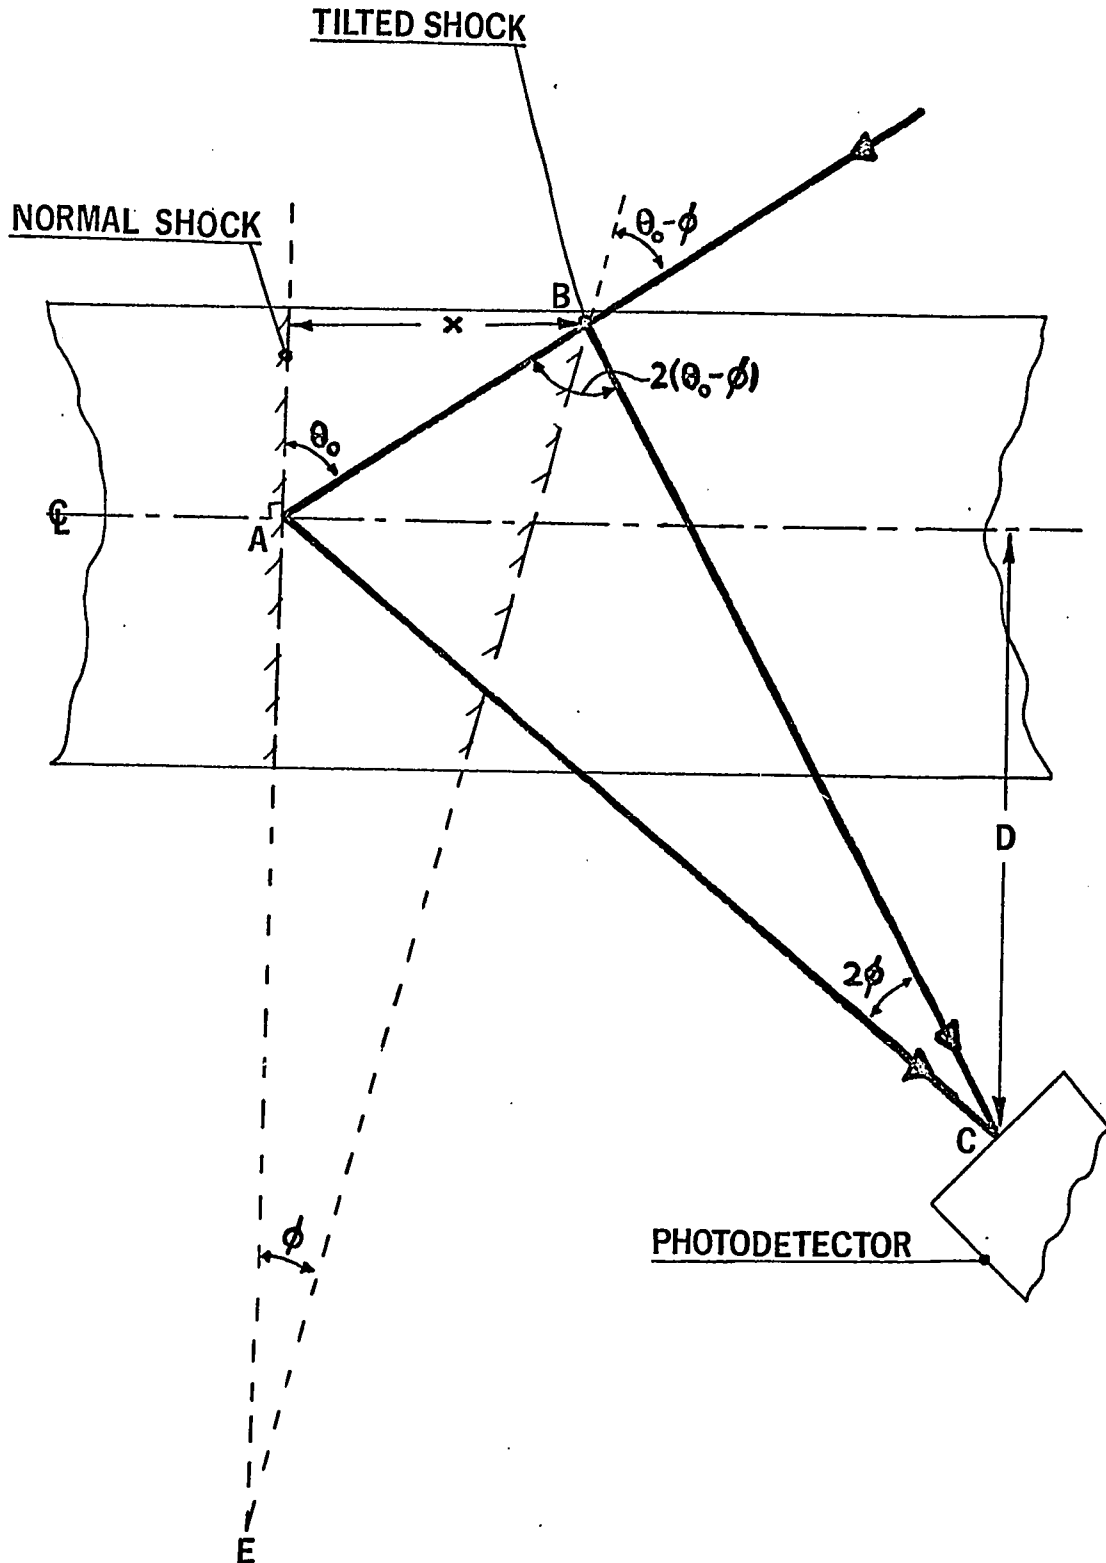 TILTED SHOCK
θ₀-ϕ
NORMAL SHOCK
B
x
2(θ₀-ϕ)
θ₀
℄
A
D
2ϕ
C
ϕ
PHOTODETECTOR
E